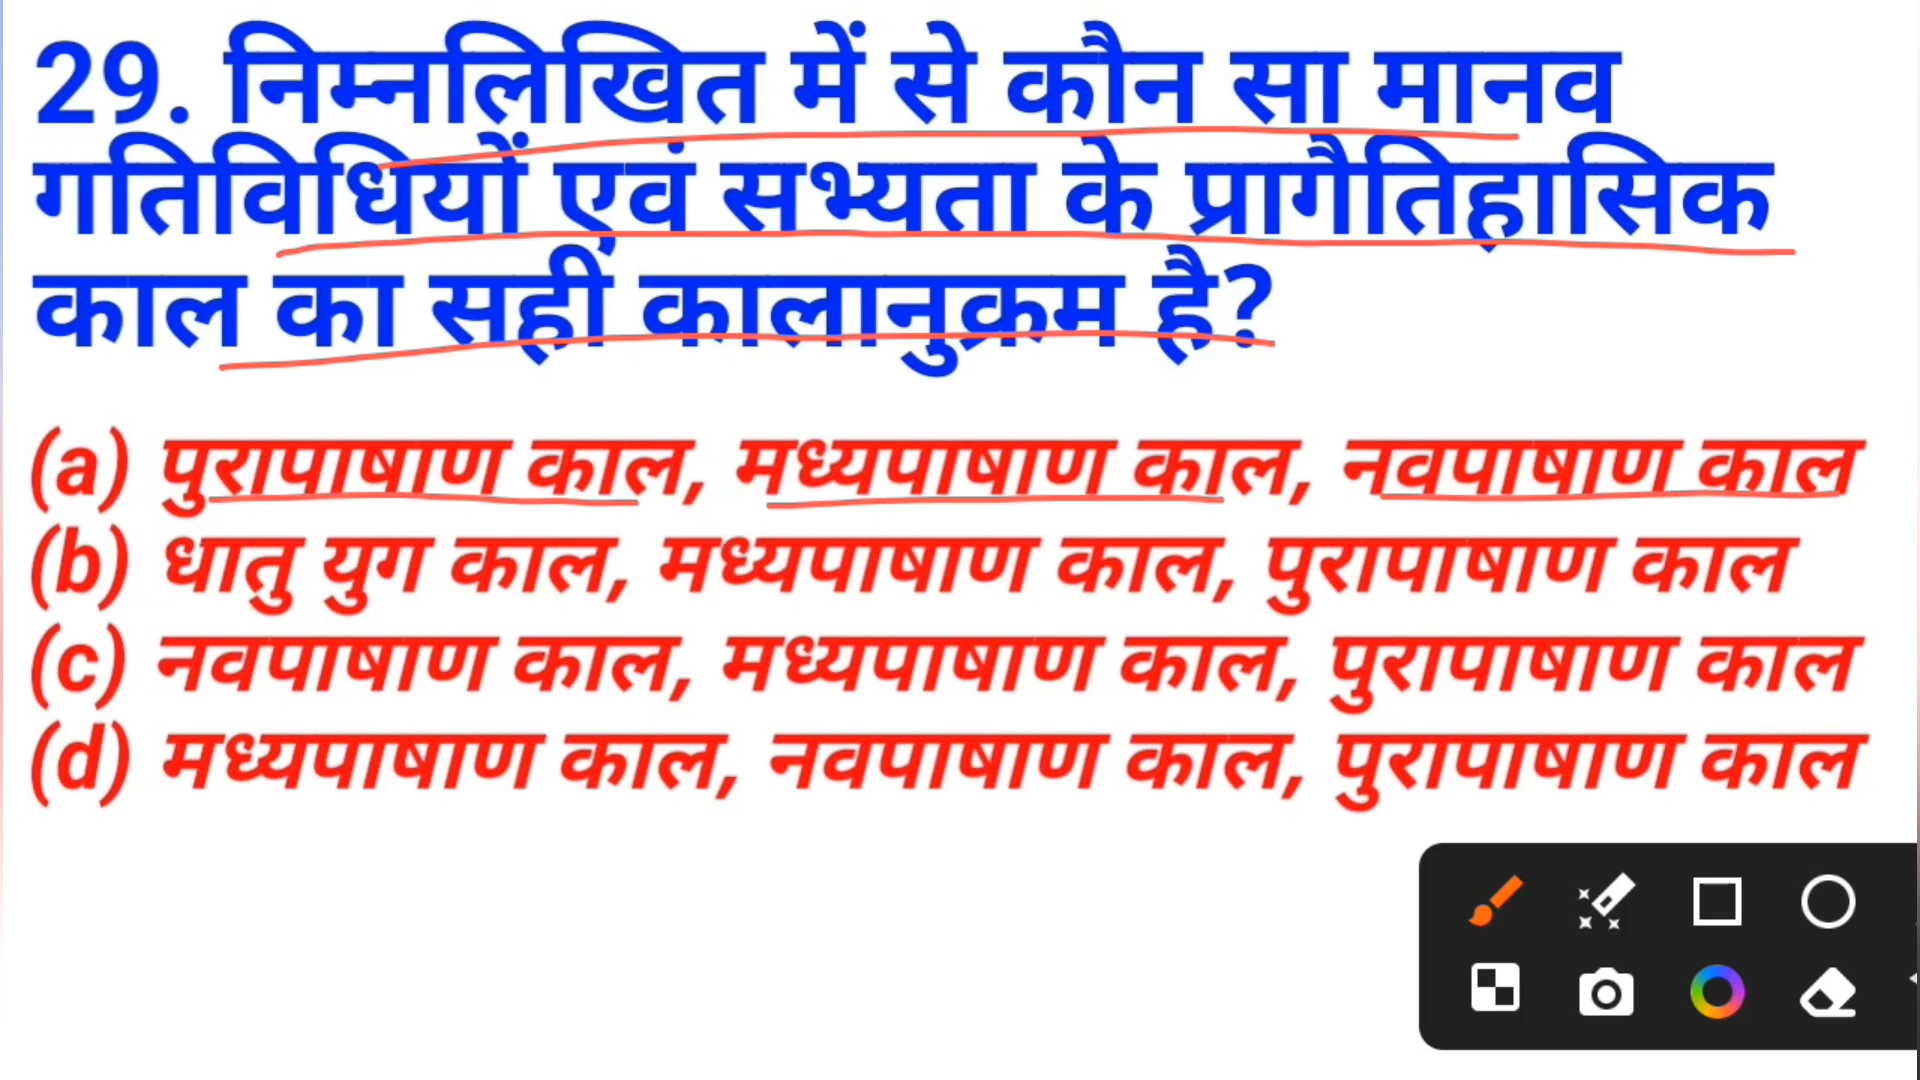 29. निम्नलिखित में से कौन सा मानव
गतिविधियों एवं सभ्यता के प्रागैतिहासिक
काल का सही कालानुक्रम है?
(a) पुरापाषाण काल, मध्यपाषाण काल, नवपाषाण काल
(b) धातु युग काल, मध्यपाषाण काल, पुरापाषाण काल
(c) नवपाषाण काल, मध्यपाषाण काल, पुरापाषाण काल
(d) मध्यपाषाण काल, नवपाषाण काल, पुरापाषाण काल